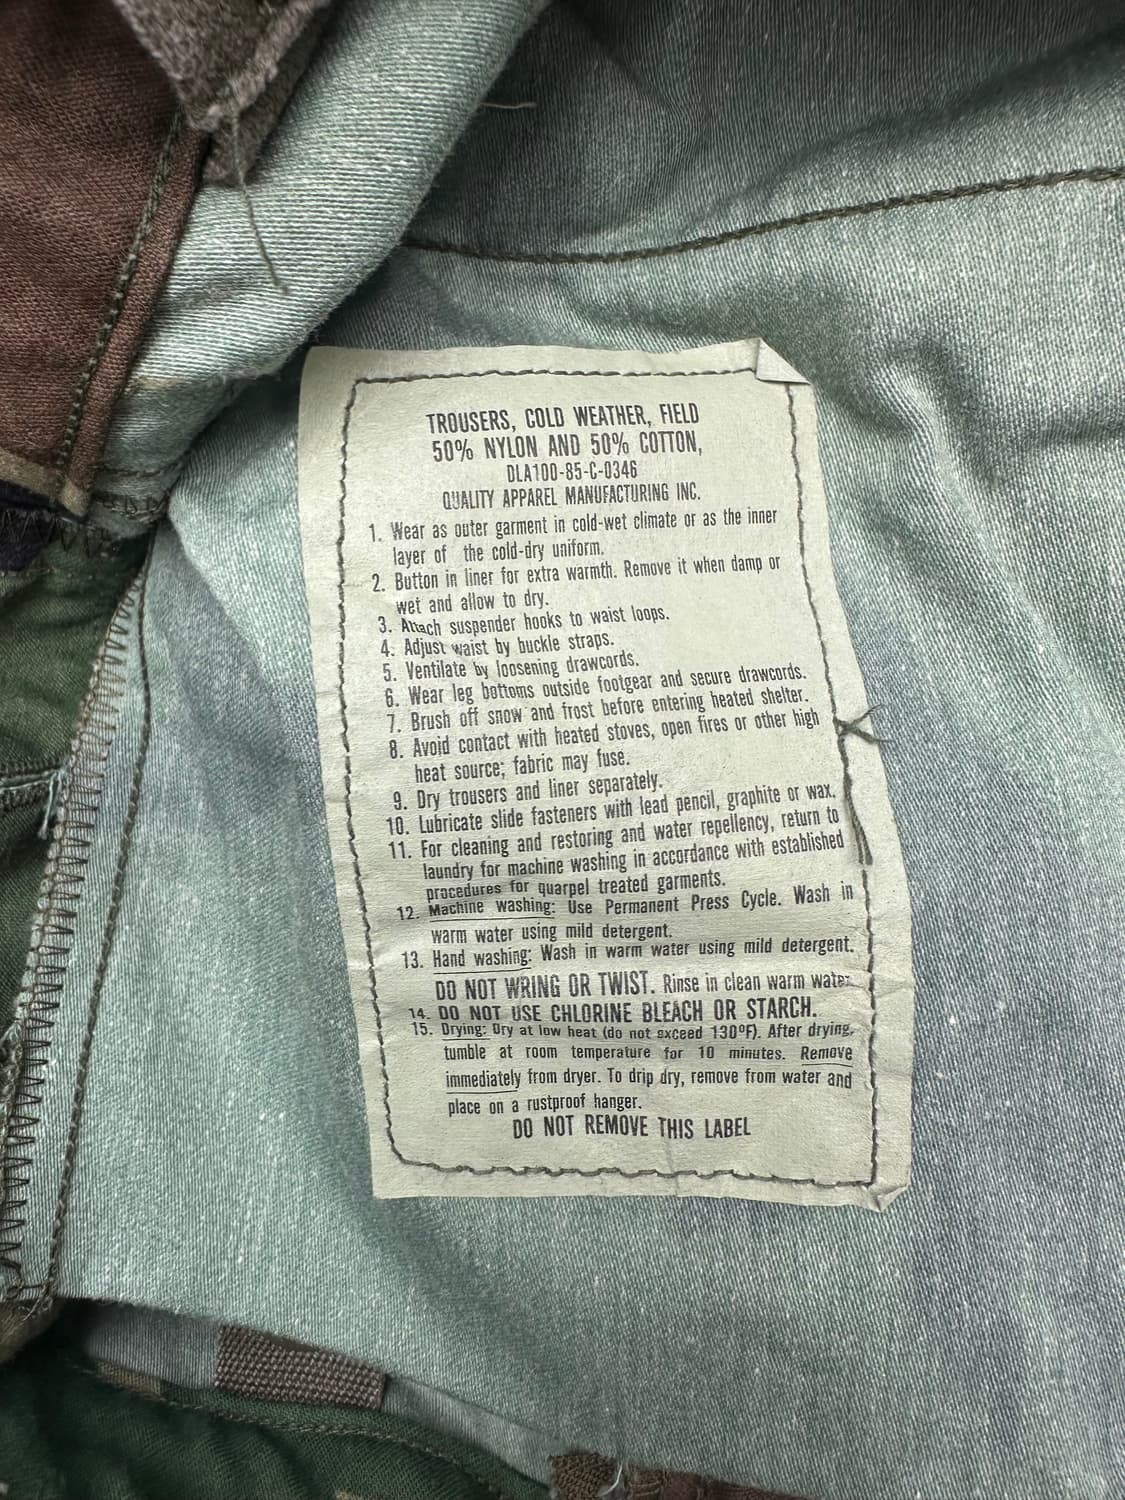 TROUSERS, COLD WEATHER, FIELD
50% NYLON AND 50% COTTON,
DLA100-85-C-0346
QUALITY APPAREL MANUFACTURING INC.
1. Wear as outer garment in cold-wet climate or as the inner
layer of the cold-dry uniform.
2. Button in liner for extra warmth. Remove it when damp or
wet and allow to dry.
3. Attach suspender hooks to waist loops.
4. Adjust waist by buckle straps.
5. Ventilate by loosening drawcords.
6. Wear leg bottoms outside footgear and secure drawcords.
7. Brush off snow and frost before entering heated shelter.
8. Avoid contact with heated stoves, open fires or other high
heat source; fabric may fuse.
9. Dry trousers and liner separately.
10. Lubricate slide fasteners with lead pencil, graphite or wax.
11. For cleaning and restoring and water repellency, return to
laundry for machine washing in accordance with established
procedures for quarpel treated garments.
12. Machine washing: Use Permanent Press Cycle. Wash in
warm water using mild detergent.
13. Hand washing: Wash in warm water using mild detergent.
DO NOT WRING OR TWIST. Rinse in clean warm water.
14. DO NOT USE CHLORINE BLEACH OR STARCH.
15. Drying: Dry at low heat (do not exceed 130°F). After drying,
tumble at room temperature for 10 minutes. Remove
immediately from dryer. To drip dry, remove from water and
place on a rustproof hanger.
DO NOT REMOVE THIS LABEL